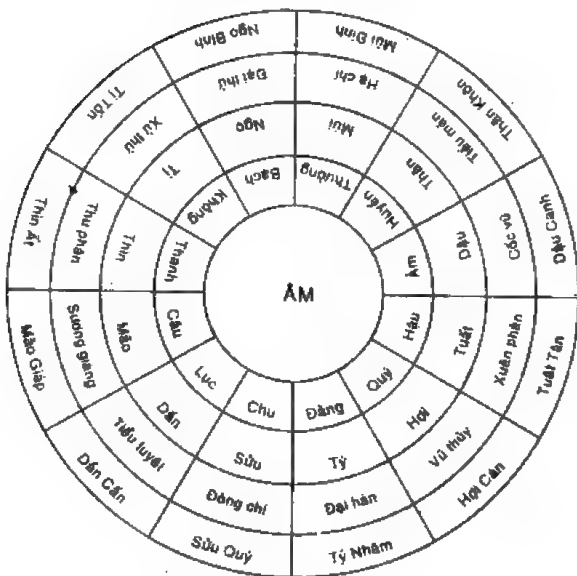 Ngọ Bính
Mùi Đinh
Thân Khôn
Dậu Canh
Tuất Tân
Hợi Càn
Tý Nhâm
Sửu Quý
Dần Cấn
Mão Giáp
Thìn Ất
Tị Tốn
Đại thử
Hạ chí
Tiểu mãn
Cốc vũ
Xuân phân
Vũ thủy
Đại hàn
Đông chí
Tiểu tuyết
Sương giáng
Thu phân
Xử thử
Ngọ
Mùi
Thân
Dậu
Tuất
Hợi
Tý
Sửu
Dần
Mão
Thìn
Tị
Bạch
Thường
Huyền
Âm
Hậu
Quý
Đằng
Chu
Lục
Câu
Thanh
Không
ÂM